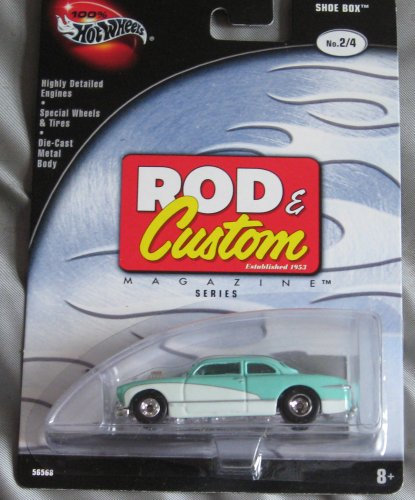 100%
Hot Wheels
SHOE BOX™
No.2/4
Highly Detailed
Engines
•
Special Wheels
& Tires
•
Die-Cast
Metal
Body
ROD &
Custom
Established 1953
MAGAZINE™
SERIES
56568
8+